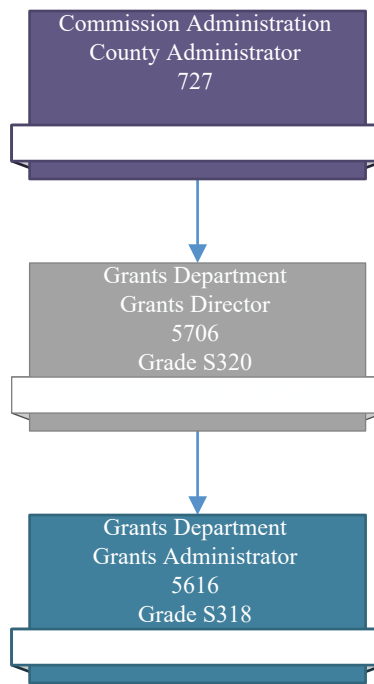 Commission Administration
County Administrator
727
Grants Department
Grants Director
5706
Grade S320
Grants Department
Grants Administrator
5616
Grade S318